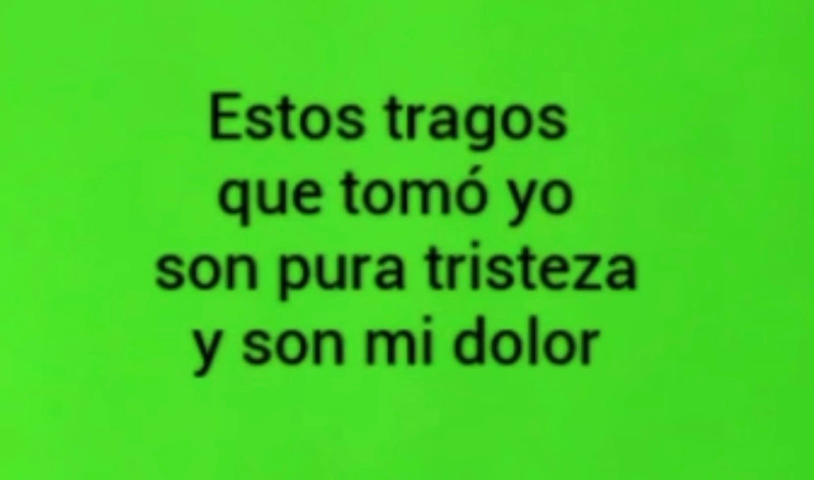 Estos tragos
que tomó yo
son pura tristeza
y son mi dolor